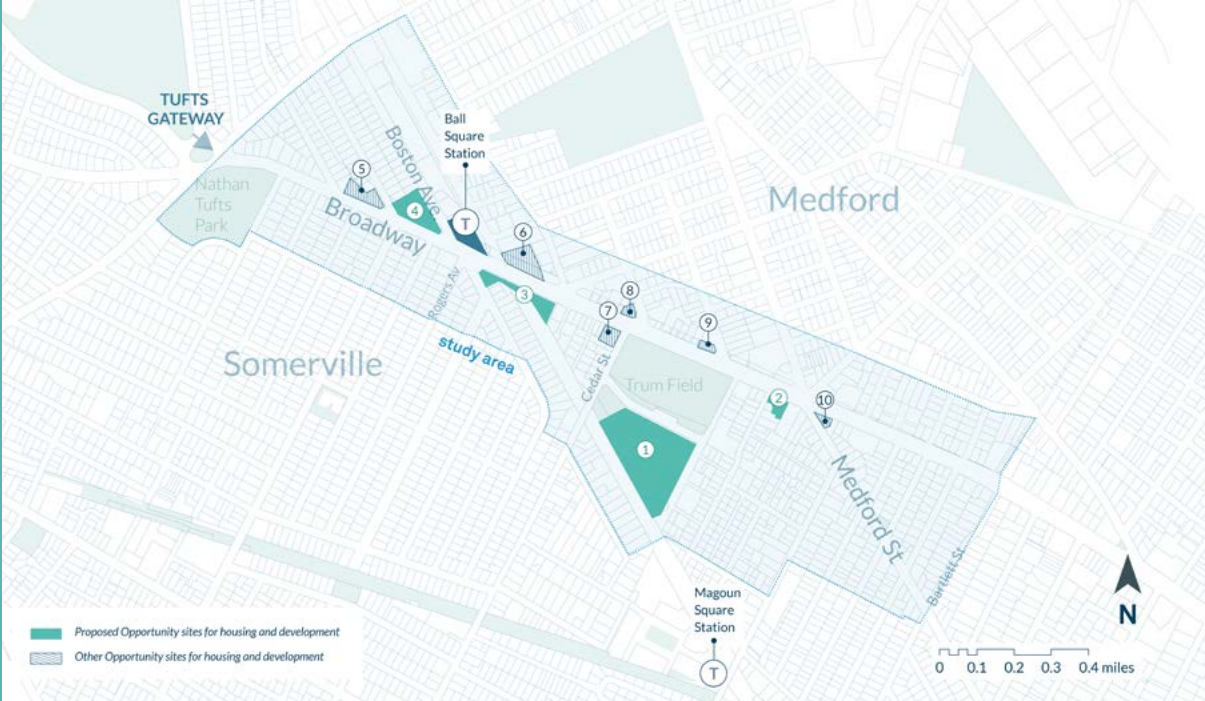 TUFTS
GATEWAY
Ball
Square
Station
Boston Ave
5
Nathan
Tufts
Park
4
T
Medford
Broadway
6
Rogers Av
3
8
7
9
study area
Somerville
Cedar St
Trum Field
2
10
1
Medford St
Bartlett St
Magoun
Square
Station
T
N
Proposed Opportunity sites for housing and development
Other Opportunity sites for housing and development
0 0.1 0.2 0.3 0.4 miles